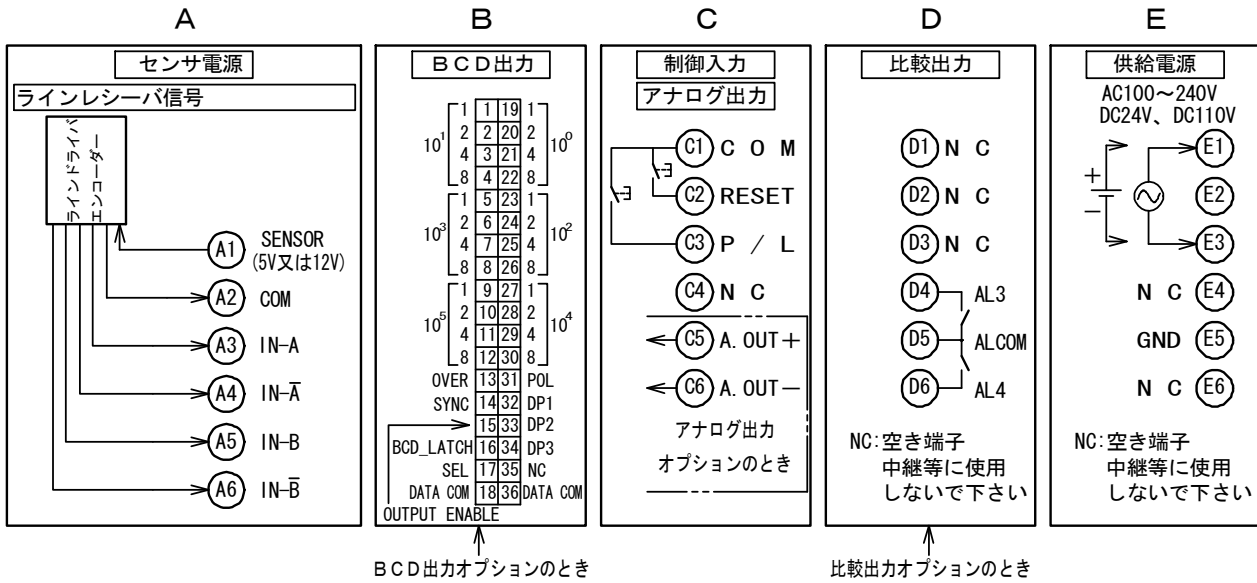 A
センサ電源
ラインレシーバ信号
ラインドライバ
エンコーダー
A1 SENSOR
(5V又は12V)
A2 COM
A3 IN-A
A4 IN-A̅
A5 IN-B
A6 IN-B̅
B
BCD出力
10¹ 10⁰
1 1 19 1
2 2 20 2
4 3 21 4
8 4 22 8
10³ 10²
1 5 23 1
2 6 24 2
4 7 25 4
8 8 26 8
10⁵ 10⁴
1 9 27 1
2 10 28 2
4 11 29 4
8 12 30 8
OVER 13 31 POL
SYNC 14 32 DP1
15 33 DP2
BCD_LATCH 16 34 DP3
SEL 17 35 NC
DATA COM 18 36 DATA COM
OUTPUT ENABLE
BCD出力オプションのとき
C
制御入力
アナログ出力
C1 COM
C2 RESET
C3 P/L
C4 NC
C5 A.OUT+
C6 A.OUT-
アナログ出力
オプションのとき
D
比較出力
D1 NC
D2 NC
D3 NC
D4 AL3
D5 ALCOM
D6 AL4
NC:空き端子
中継等に使用
しないで下さい
比較出力オプションのとき
E
供給電源
AC100～240V
DC24V、DC110V
+ E1
E2
- E3
NC E4
GND E5
NC E6
NC:空き端子
中継等に使用
しないで下さい